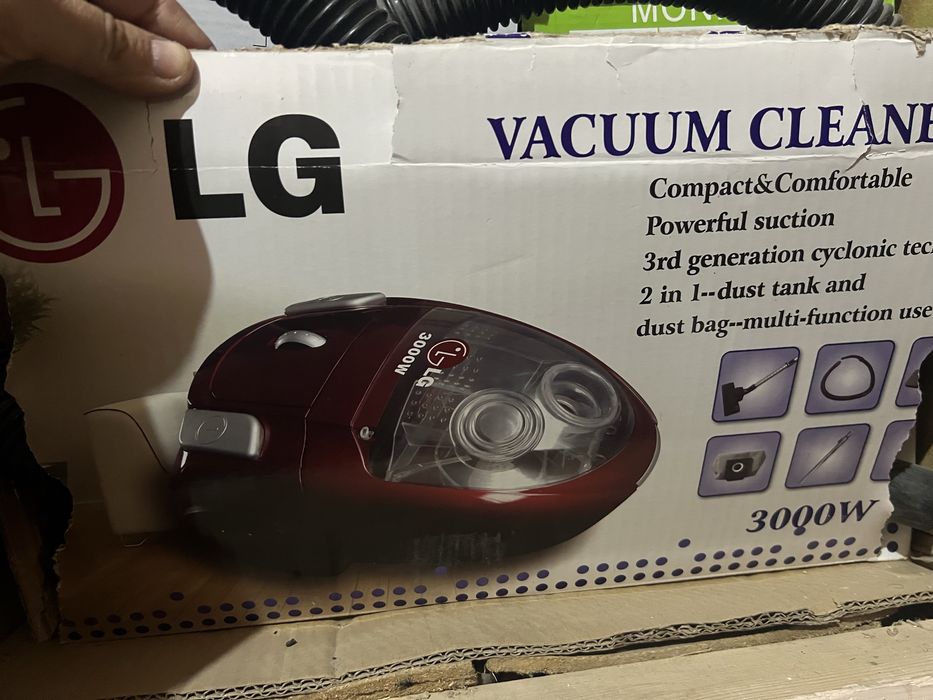 MON
LG
VACUUM CLEANE
Compact&Comfortable
Powerful suction
3rd generation cyclonic tec
2 in 1--dust tank and
dust bag--multi-function use
3000W
LG
3000W